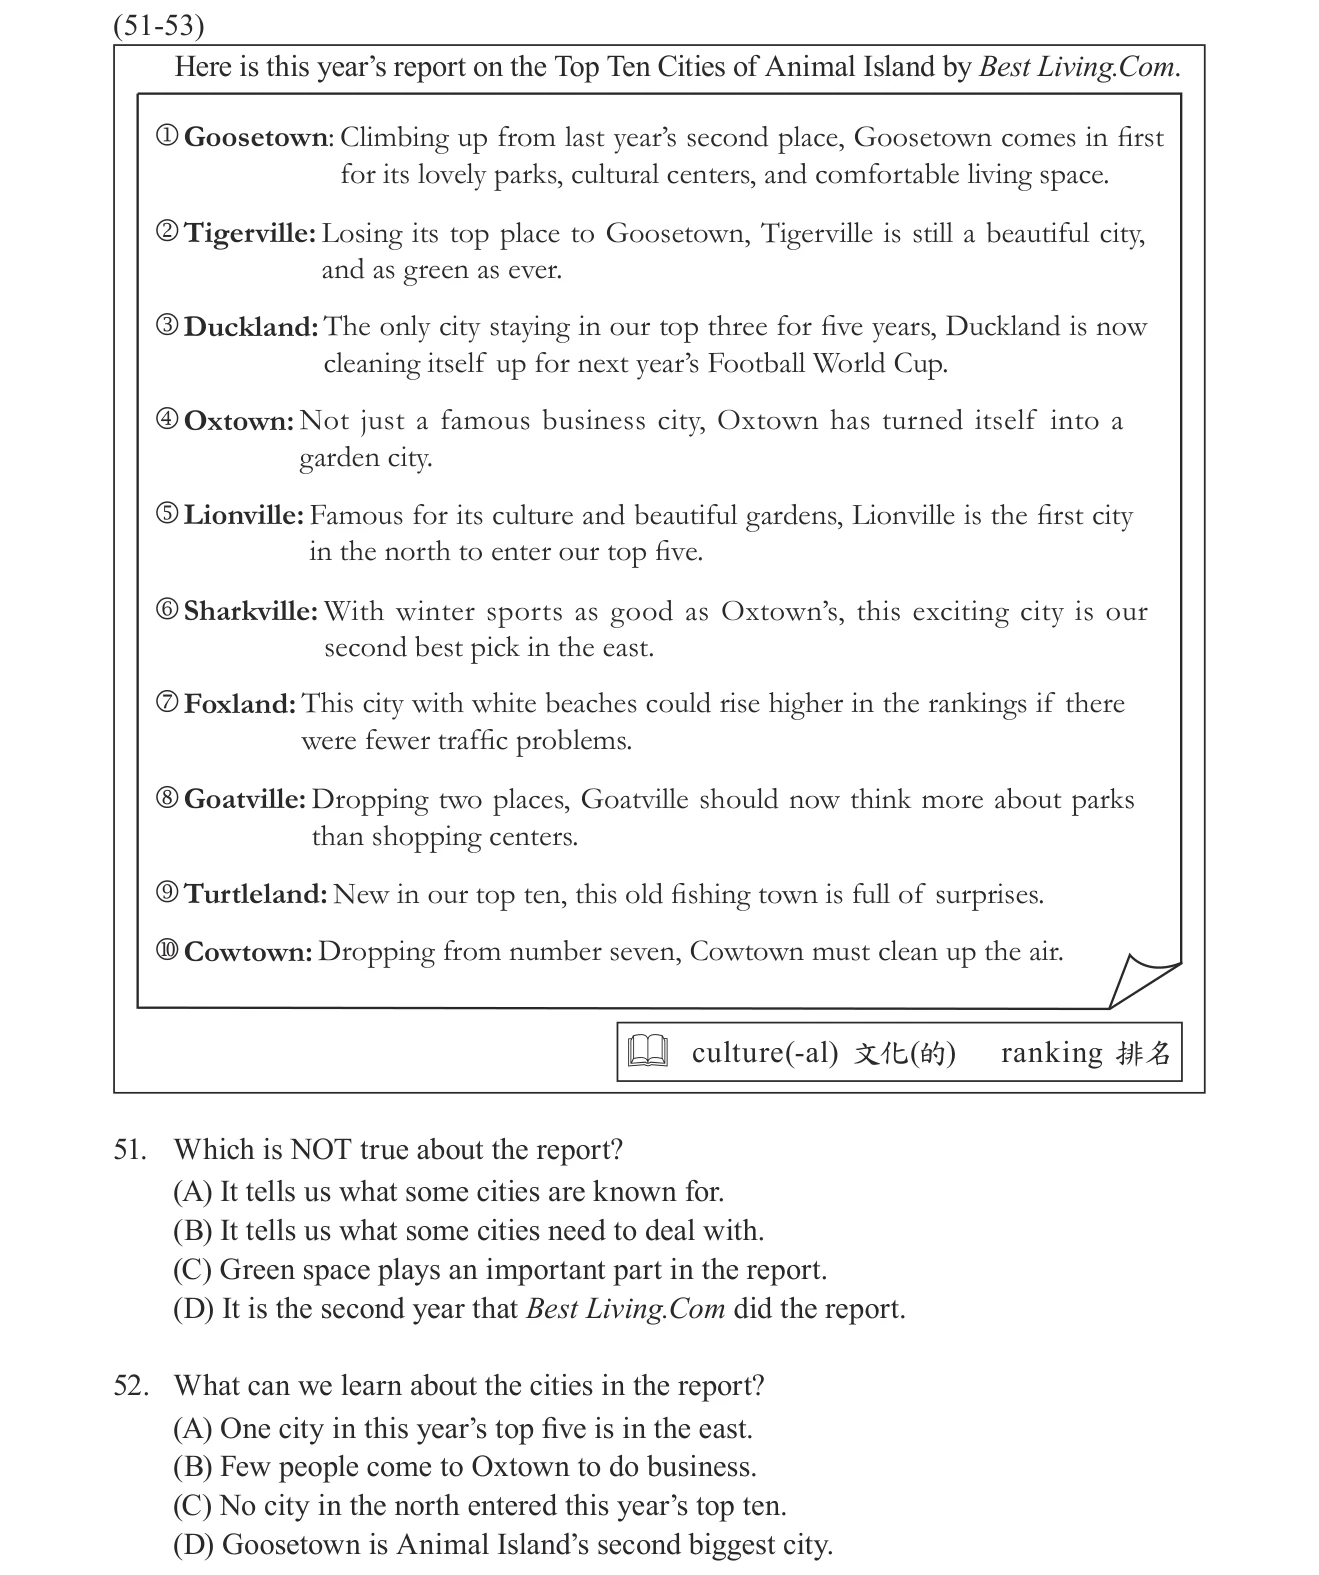 (51-53)
Here is this year's report on the Top Ten Cities of Animal Island by Best Living.Com.
① Goosetown: Climbing up from last year's second place, Goosetown comes in first
for its lovely parks, cultural centers, and comfortable living space.
② Tigerville: Losing its top place to Goosetown, Tigerville is still a beautiful city,
and as green as ever.
③ Duckland: The only city staying in our top three for five years, Duckland is now
cleaning itself up for next year's Football World Cup.
④ Oxtown: Not just a famous business city, Oxtown has turned itself into a
garden city.
⑤ Lionville: Famous for its culture and beautiful gardens, Lionville is the first city
in the north to enter our top five.
⑥ Sharkville: With winter sports as good as Oxtown's, this exciting city is our
second best pick in the east.
⑦ Foxland: This city with white beaches could rise higher in the rankings if there
were fewer traffic problems.
⑧ Goatville: Dropping two places, Goatville should now think more about parks
than shopping centers.
⑨ Turtleland: New in our top ten, this old fishing town is full of surprises.
⑩ Cowtown: Dropping from number seven, Cowtown must clean up the air.
culture(-al) 文化(的) ranking 排名
51. Which is NOT true about the report?
(A) It tells us what some cities are known for.
(B) It tells us what some cities need to deal with.
(C) Green space plays an important part in the report.
(D) It is the second year that Best Living.Com did the report.
52. What can we learn about the cities in the report?
(A) One city in this year's top five is in the east.
(B) Few people come to Oxtown to do business.
(C) No city in the north entered this year's top ten.
(D) Goosetown is Animal Island's second biggest city.